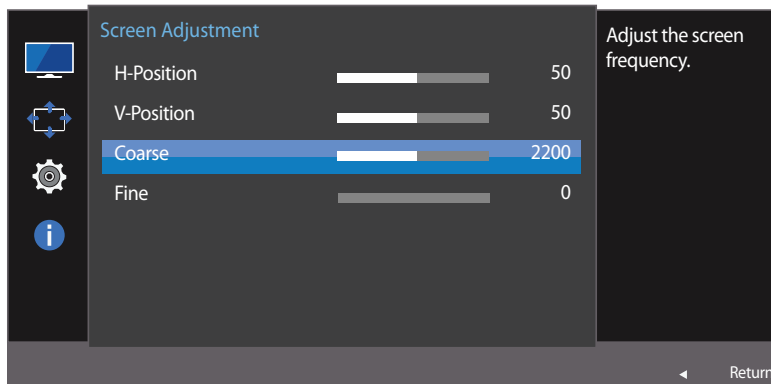 Screen Adjustment
H-Position 50
V-Position 50
Coarse 2200
Fine 0
Adjust the screen
frequency.
Return